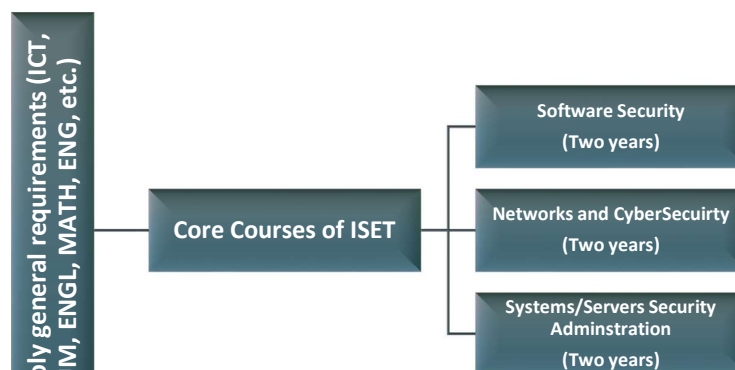 general requirements (ICT,
ENGL, MATH, ENG, etc.)
Core Courses of ISET
Software Security
(Two years)
Networks and CyberSecuirty
(Two years)
Systems/Servers Security
Adminstration
(Two years)